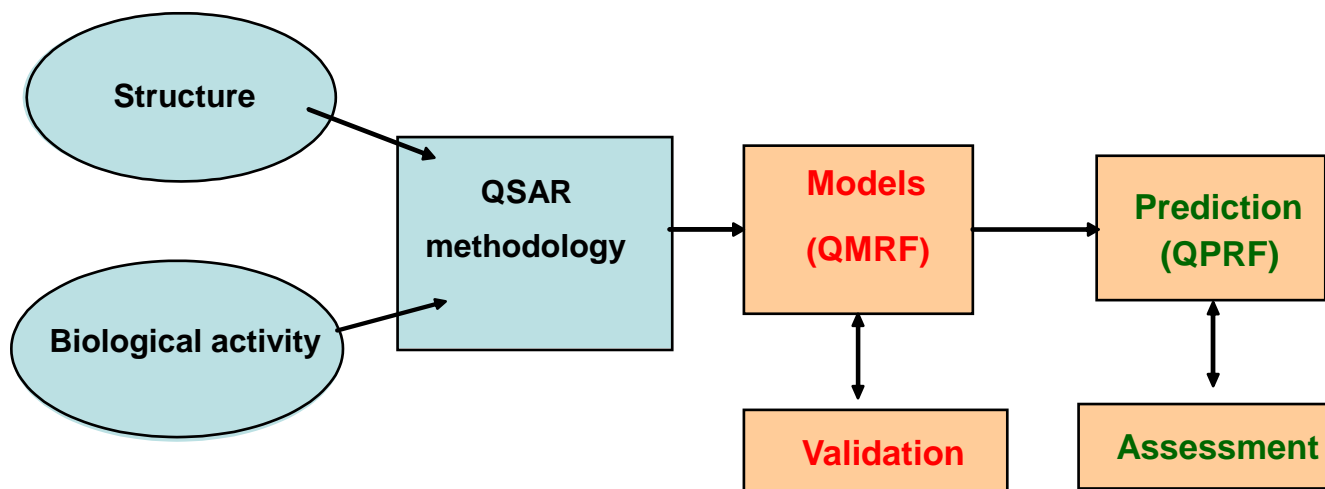 Structure
Biological activity
QSAR
methodology
Models
(QMRF)
Validation
Prediction
(QPRF)
Assessment